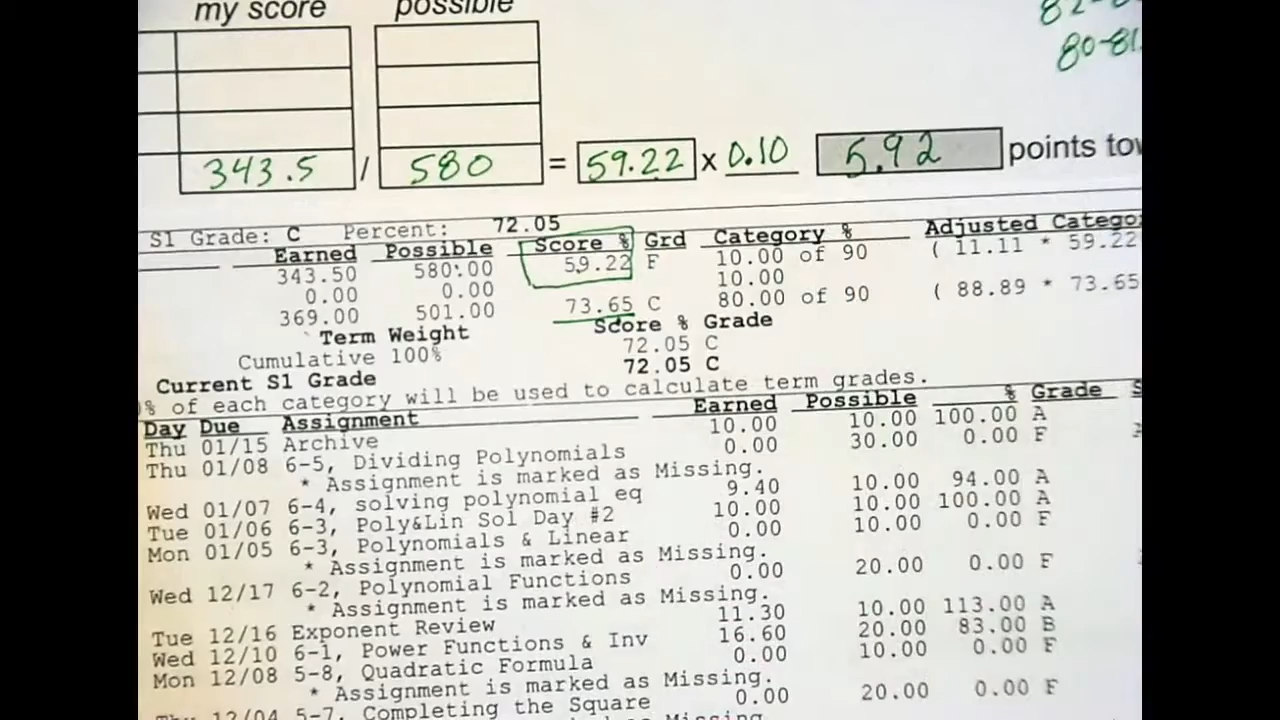 my score possible
80-81
343.5 / 580 = 59.22 x 0.10 5.92 points tow
S1 Grade: C Percent: 72.05
Earned Possible Score % Grd Category % Adjusted Catego
343.50 580.00 59.22 F 10.00 of 90 ( 11.11 * 59.22
0.00 0.00 10.00
369.00 501.00 73.65 C 80.00 of 90 ( 88.89 * 73.65
Term Weight Score % Grade
Cumulative 100% 72.05 C
Current S1 Grade 72.05 C
% of each category will be used to calculate term grades.
Day Due Assignment Earned Possible % Grade S
Thu 01/15 Archive 10.00 10.00 100.00 A
Thu 01/08 6-5, Dividing Polynomials 0.00 30.00 0.00 F
* Assignment is marked as Missing.
Wed 01/07 6-4, solving polynomial eq 9.40 10.00 94.00 A
Tue 01/06 6-3, Poly&Lin Sol Day #2 10.00 10.00 100.00 A
Mon 01/05 6-3, Polynomials & Linear 0.00 10.00 0.00 F
* Assignment is marked as Missing.
Wed 12/17 6-2, Polynomial Functions 0.00 20.00 0.00 F
* Assignment is marked as Missing.
Tue 12/16 Exponent Review 11.30 10.00 113.00 A
Wed 12/10 6-1, Power Functions & Inv 16.60 20.00 83.00 B
Mon 12/08 5-8, Quadratic Formula 0.00 10.00 0.00 F
* Assignment is marked as Missing.
Thu 12/04 5-7, Completing the Square 0.00 20.00 0.00 F
Missing.